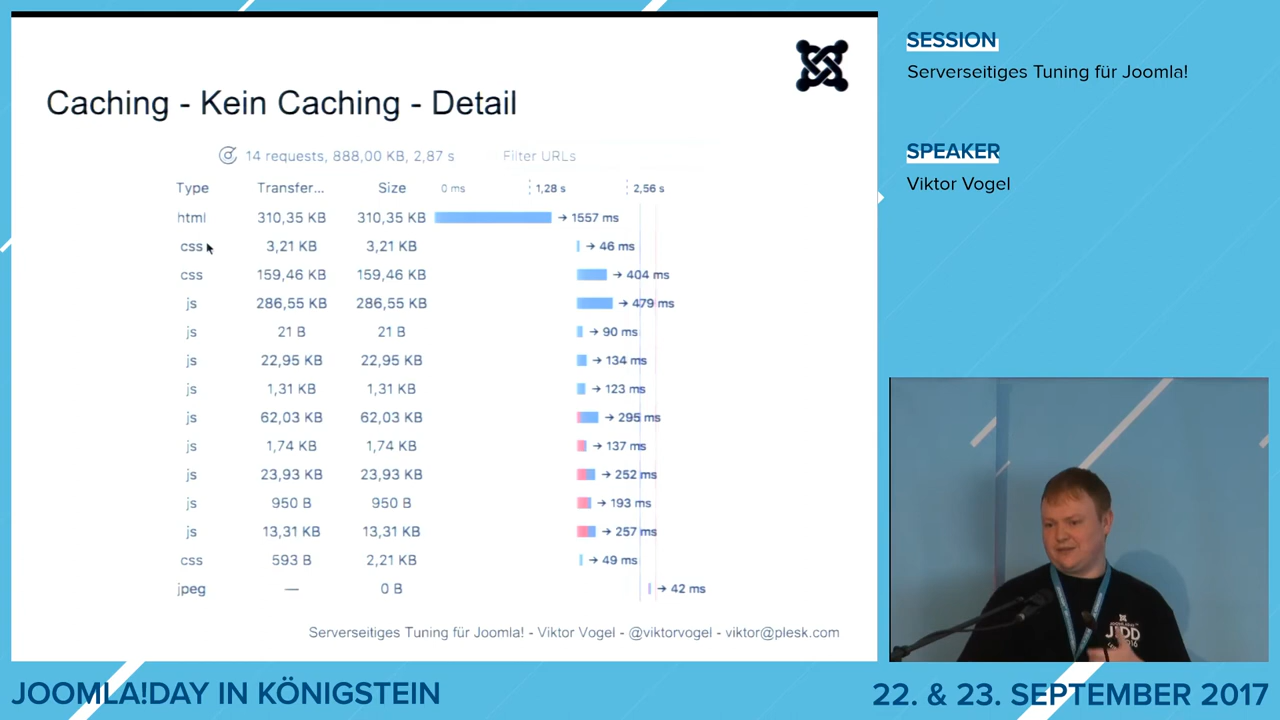 Caching - Kein Caching - Detail
14 requests, 888,00 KB, 2,87 s Filter URLs
Type Transfer... Size 0 ms 1,28 s 2,56 s
html 310,35 KB 310,35 KB → 1557 ms
css 3,21 KB 3,21 KB → 46 ms
css 159,46 KB 159,46 KB → 404 ms
js 286,55 KB 286,55 KB → 479 ms
js 21 B 21 B → 90 ms
js 22,95 KB 22,95 KB → 134 ms
js 1,31 KB 1,31 KB → 123 ms
js 62,03 KB 62,03 KB → 295 ms
js 1,74 KB 1,74 KB → 137 ms
js 23,93 KB 23,93 KB → 252 ms
js 950 B 950 B → 193 ms
js 13,31 KB 13,31 KB → 257 ms
css 593 B 2,21 KB → 49 ms
jpeg — 0 B → 42 ms
Serverseitiges Tuning für Joomla! - Viktor Vogel - @viktorvogel - viktor@plesk.com
SESSION
Serverseitiges Tuning für Joomla!
SPEAKER
Viktor Vogel
JOOMLA!DAY IN KÖNIGSTEIN
22. & 23. SEPTEMBER 2017